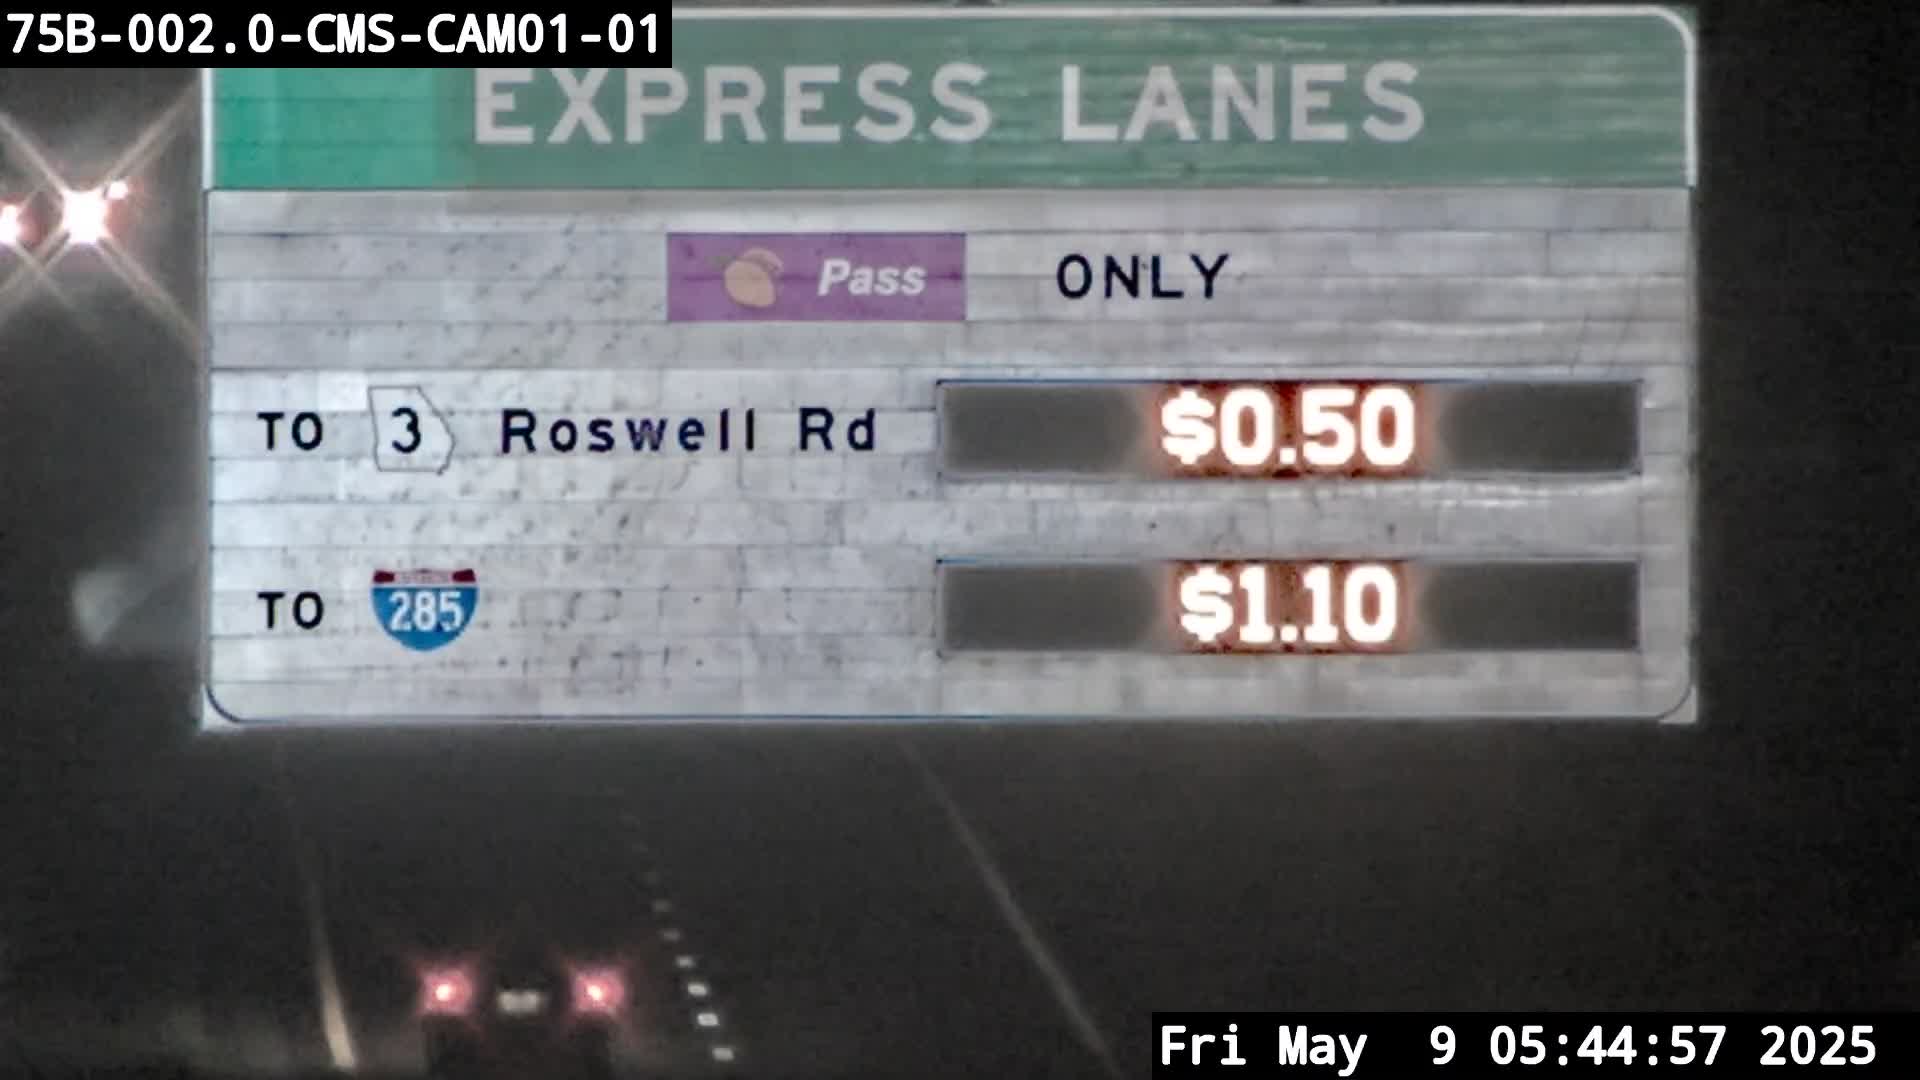 75B-002.0-CMS-CAM01-01
EXPRESS LANES
Pass ONLY
TO 3 Roswell Rd $0.50
TO 285 $1.10
Fri May 9 05:44:57 2025